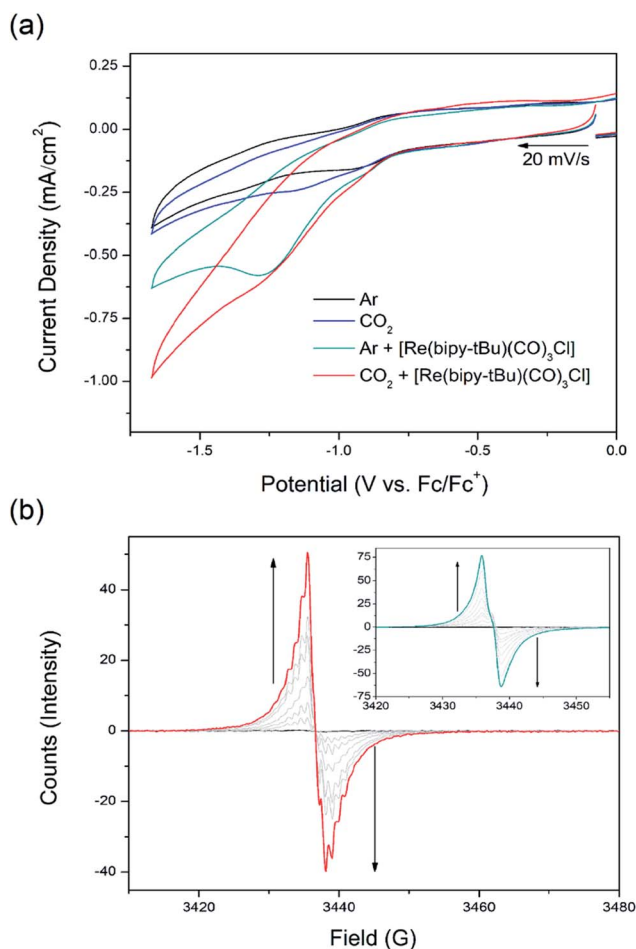 (a)
0.25
0.00
-0.25
-0.50
-0.75
-1.00
Current Density (mA/cm²)
20 mV/s
Ar
CO₂
Ar + [Re(bipy-tBu)(CO)₃Cl]
CO₂ + [Re(bipy-tBu)(CO)₃Cl]
-1.5
-1.0
-0.5
0.0
Potential (V vs. Fc/Fc⁺)
(b)
40
20
0
-20
-40
Counts (Intensity)
75
50
25
0
-25
-50
-75
3420
3430
3440
3450
3420
3440
3460
3480
Field (G)